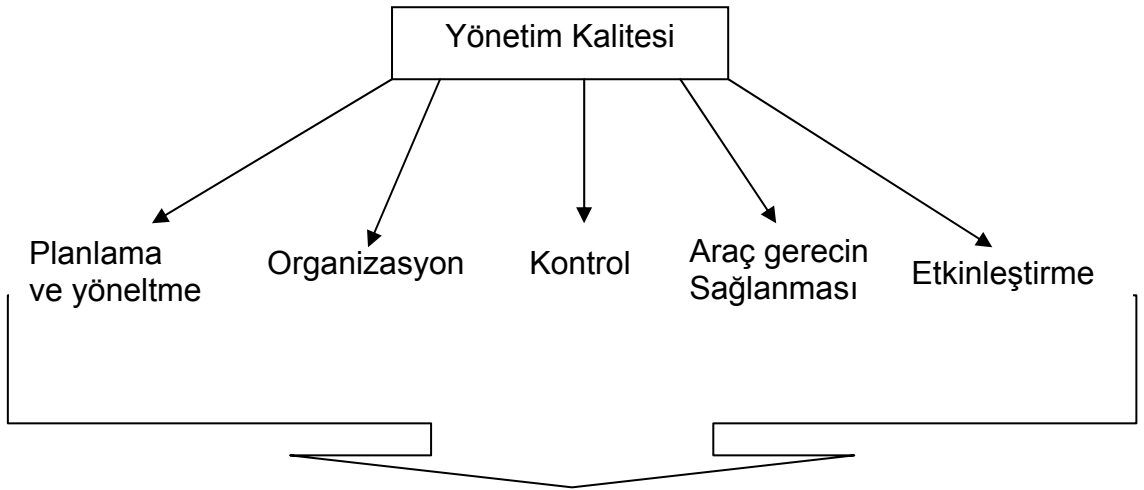 Yönetim Kalitesi
Planlama
ve yöneltme
Organizasyon
Kontrol
Araç gerecin
Sağlanması
Etkinleştirme